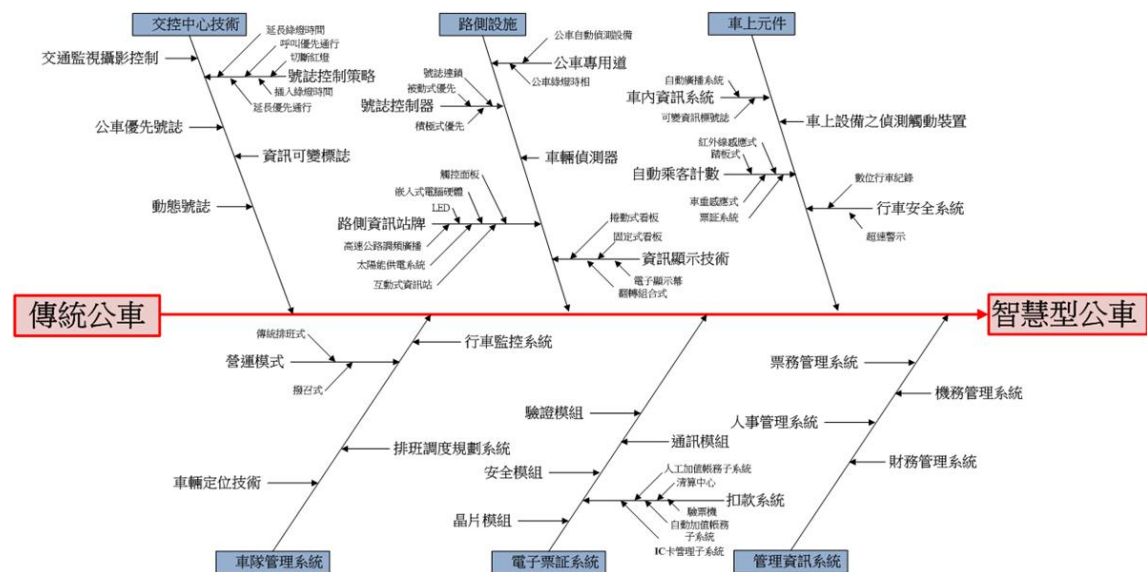 交控中心技術
路側設施
車上元件
延長綠燈時間
呼叫優先通行
切斷紅燈
交通監視攝影控制
號誌控制策略
插入綠燈時間
延長優先通行
公車優先號誌
資訊可變標誌
動態號誌
公車自動偵測設備
公車專用道
公車綠燈時相
號誌連鎖
被動式優先
號誌控制器
積極式優先
車輛偵測器
觸控面板
嵌入式電腦硬體
LED
路側資訊站牌
高速公路調頻廣播
太陽能供電系統
互動式資訊站
捲動式看板
固定式看板
資訊顯示技術
電子顯示幕
翻轉組合式
自動廣播系統
車內資訊系統
可變資訊標號誌
車上設備之偵測觸動裝置
紅外線感應式
踏板式
自動乘客計數
車重感應式
票証系統
數位行車紀錄
行車安全系統
超速警示
傳統公車
智慧型公車
傳統排班式
營運模式
撥召式
行車監控系統
排班調度規劃系統
車輛定位技術
車隊管理系統
驗證模組
通訊模組
安全模組
人工加值帳務子系統
清算中心
扣款系統
驗票機
自動加值帳務
子系統
IC卡管理子系統
晶片模組
電子票証系統
票務管理系統
機務管理系統
人事管理系統
財務管理系統
管理資訊系統